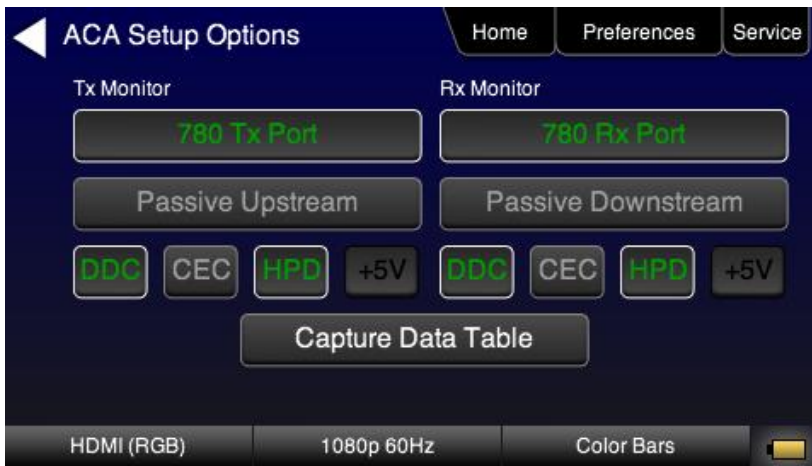 ACA Setup Options Home Preferences Service
Tx Monitor Rx Monitor
780 Tx Port 780 Rx Port
Passive Upstream Passive Downstream
DDC CEC HPD +5V DDC CEC HPD +5V
Capture Data Table
HDMI (RGB) 1080p 60Hz Color Bars